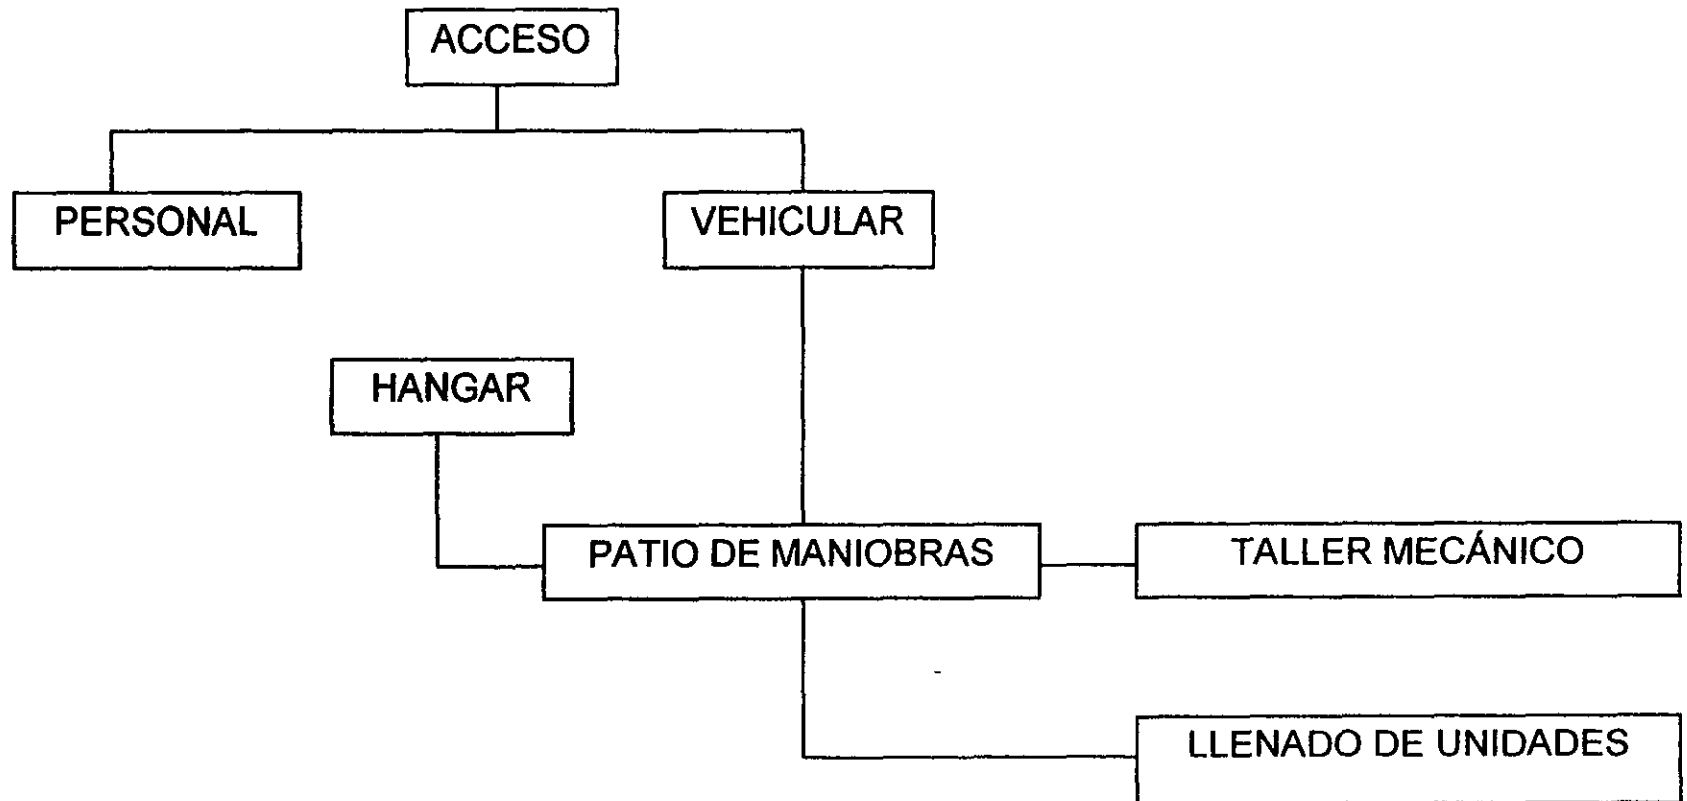 ACCESO
PERSONAL
VEHICULAR
HANGAR
PATIO DE MANIOBRAS
TALLER MECÁNICO
LLENADO DE UNIDADES